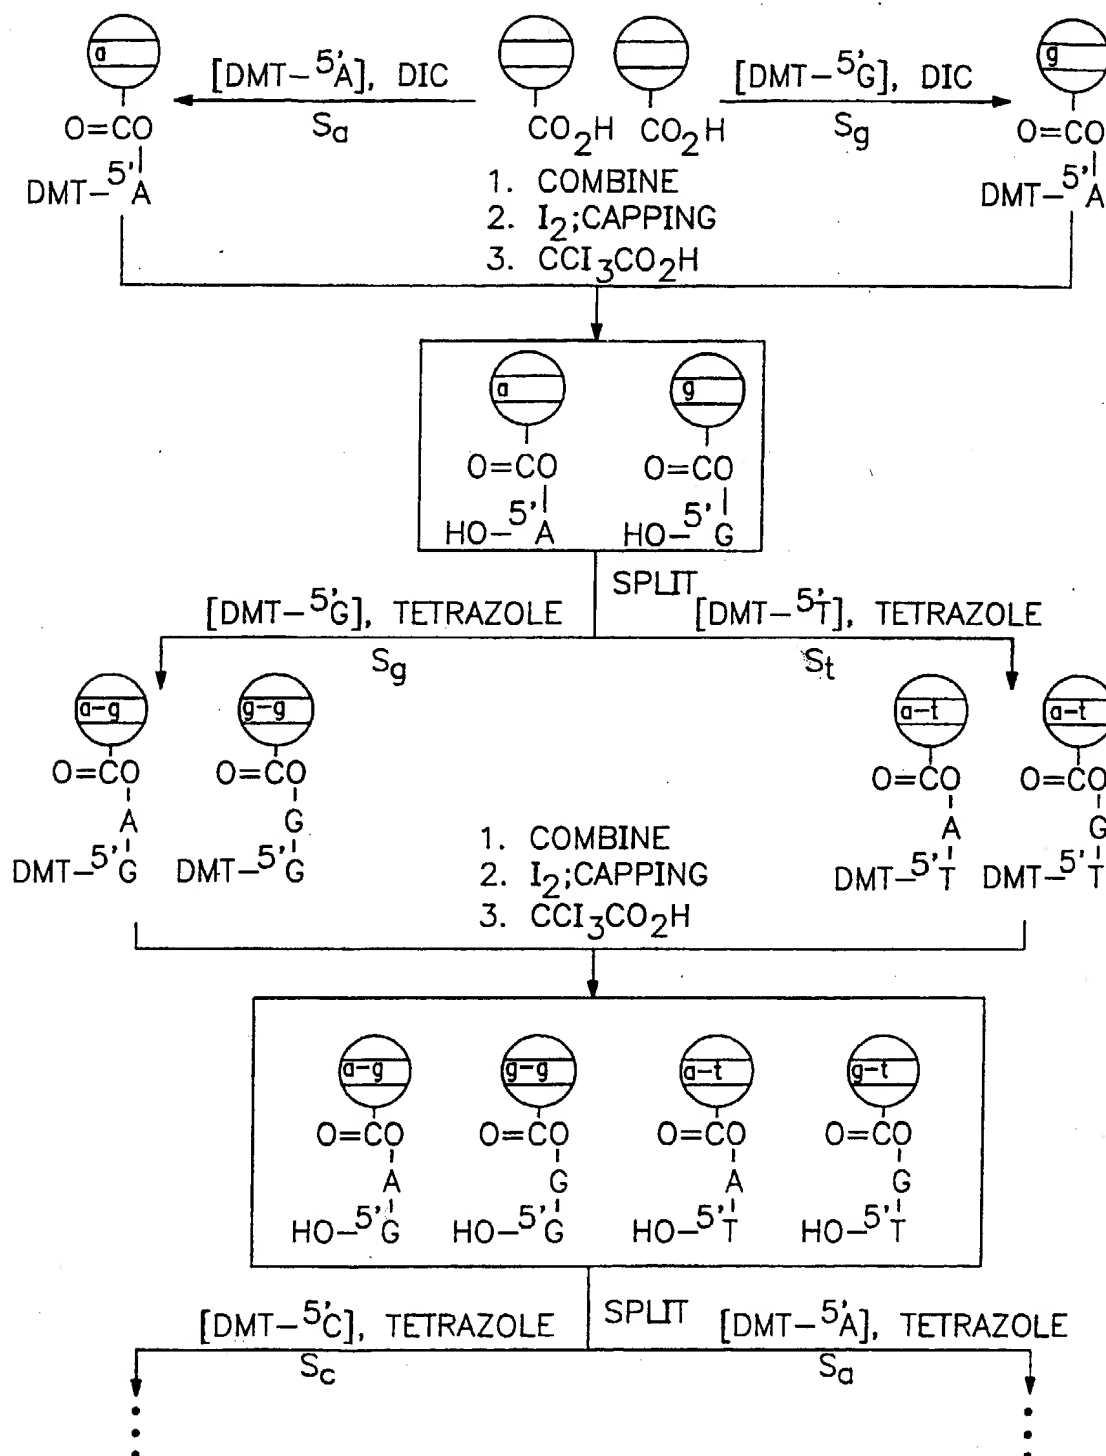 a
g
[DMT-5'A], DIC
[DMT-5'G], DIC
Sa
Sg
O=CO
CO2H
CO2H
O=CO
DMT-5'A
DMT-5'A
1. COMBINE
2. I2;CAPPING
3. CCl3CO2H
a
g
O=CO
O=CO
HO-5'A
HO-5'G
SPLIT
[DMT-5'G], TETRAZOLE
[DMT-5'T], TETRAZOLE
Sg
St
a-g
g-g
a-t
a-t
O=CO
O=CO
O=CO
O=CO
A
G
A
G
DMT-5'G
DMT-5'G
DMT-5'T
DMT-5'T
1. COMBINE
2. I2;CAPPING
3. CCl3CO2H
a-g
g-g
a-t
g-t
O=CO
O=CO
O=CO
O=CO
A
G
A
G
HO-5'G
HO-5'G
HO-5'T
HO-5'T
SPLIT
[DMT-5'C], TETRAZOLE
[DMT-5'A], TETRAZOLE
Sc
Sa